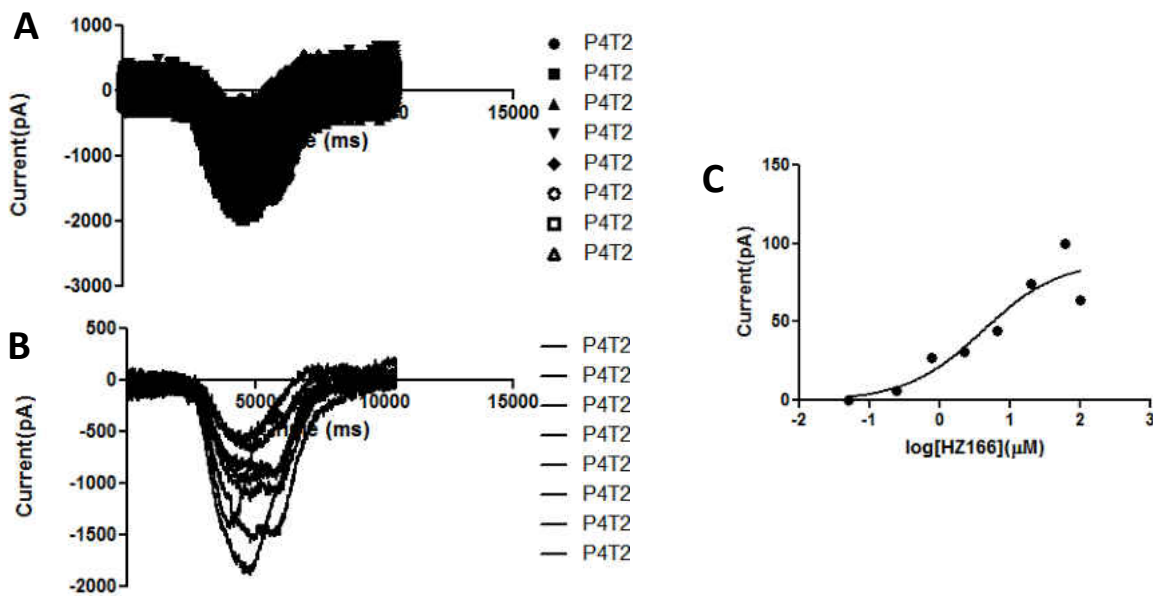 A
1000
500
0
-1000
-2000
-3000
Current(pA)
15000
(ms)
P4T2
P4T2
P4T2
P4T2
P4T2
P4T2
P4T2
P4T2
B
500
0
-500
-1000
-1500
-2000
Current(pA)
5000
10000
15000
(ms)
P4T2
P4T2
P4T2
P4T2
P4T2
P4T2
P4T2
P4T2
C
150
100
50
0
Current(pA)
-2
-1
0
1
2
3
log[HZ166](μM)